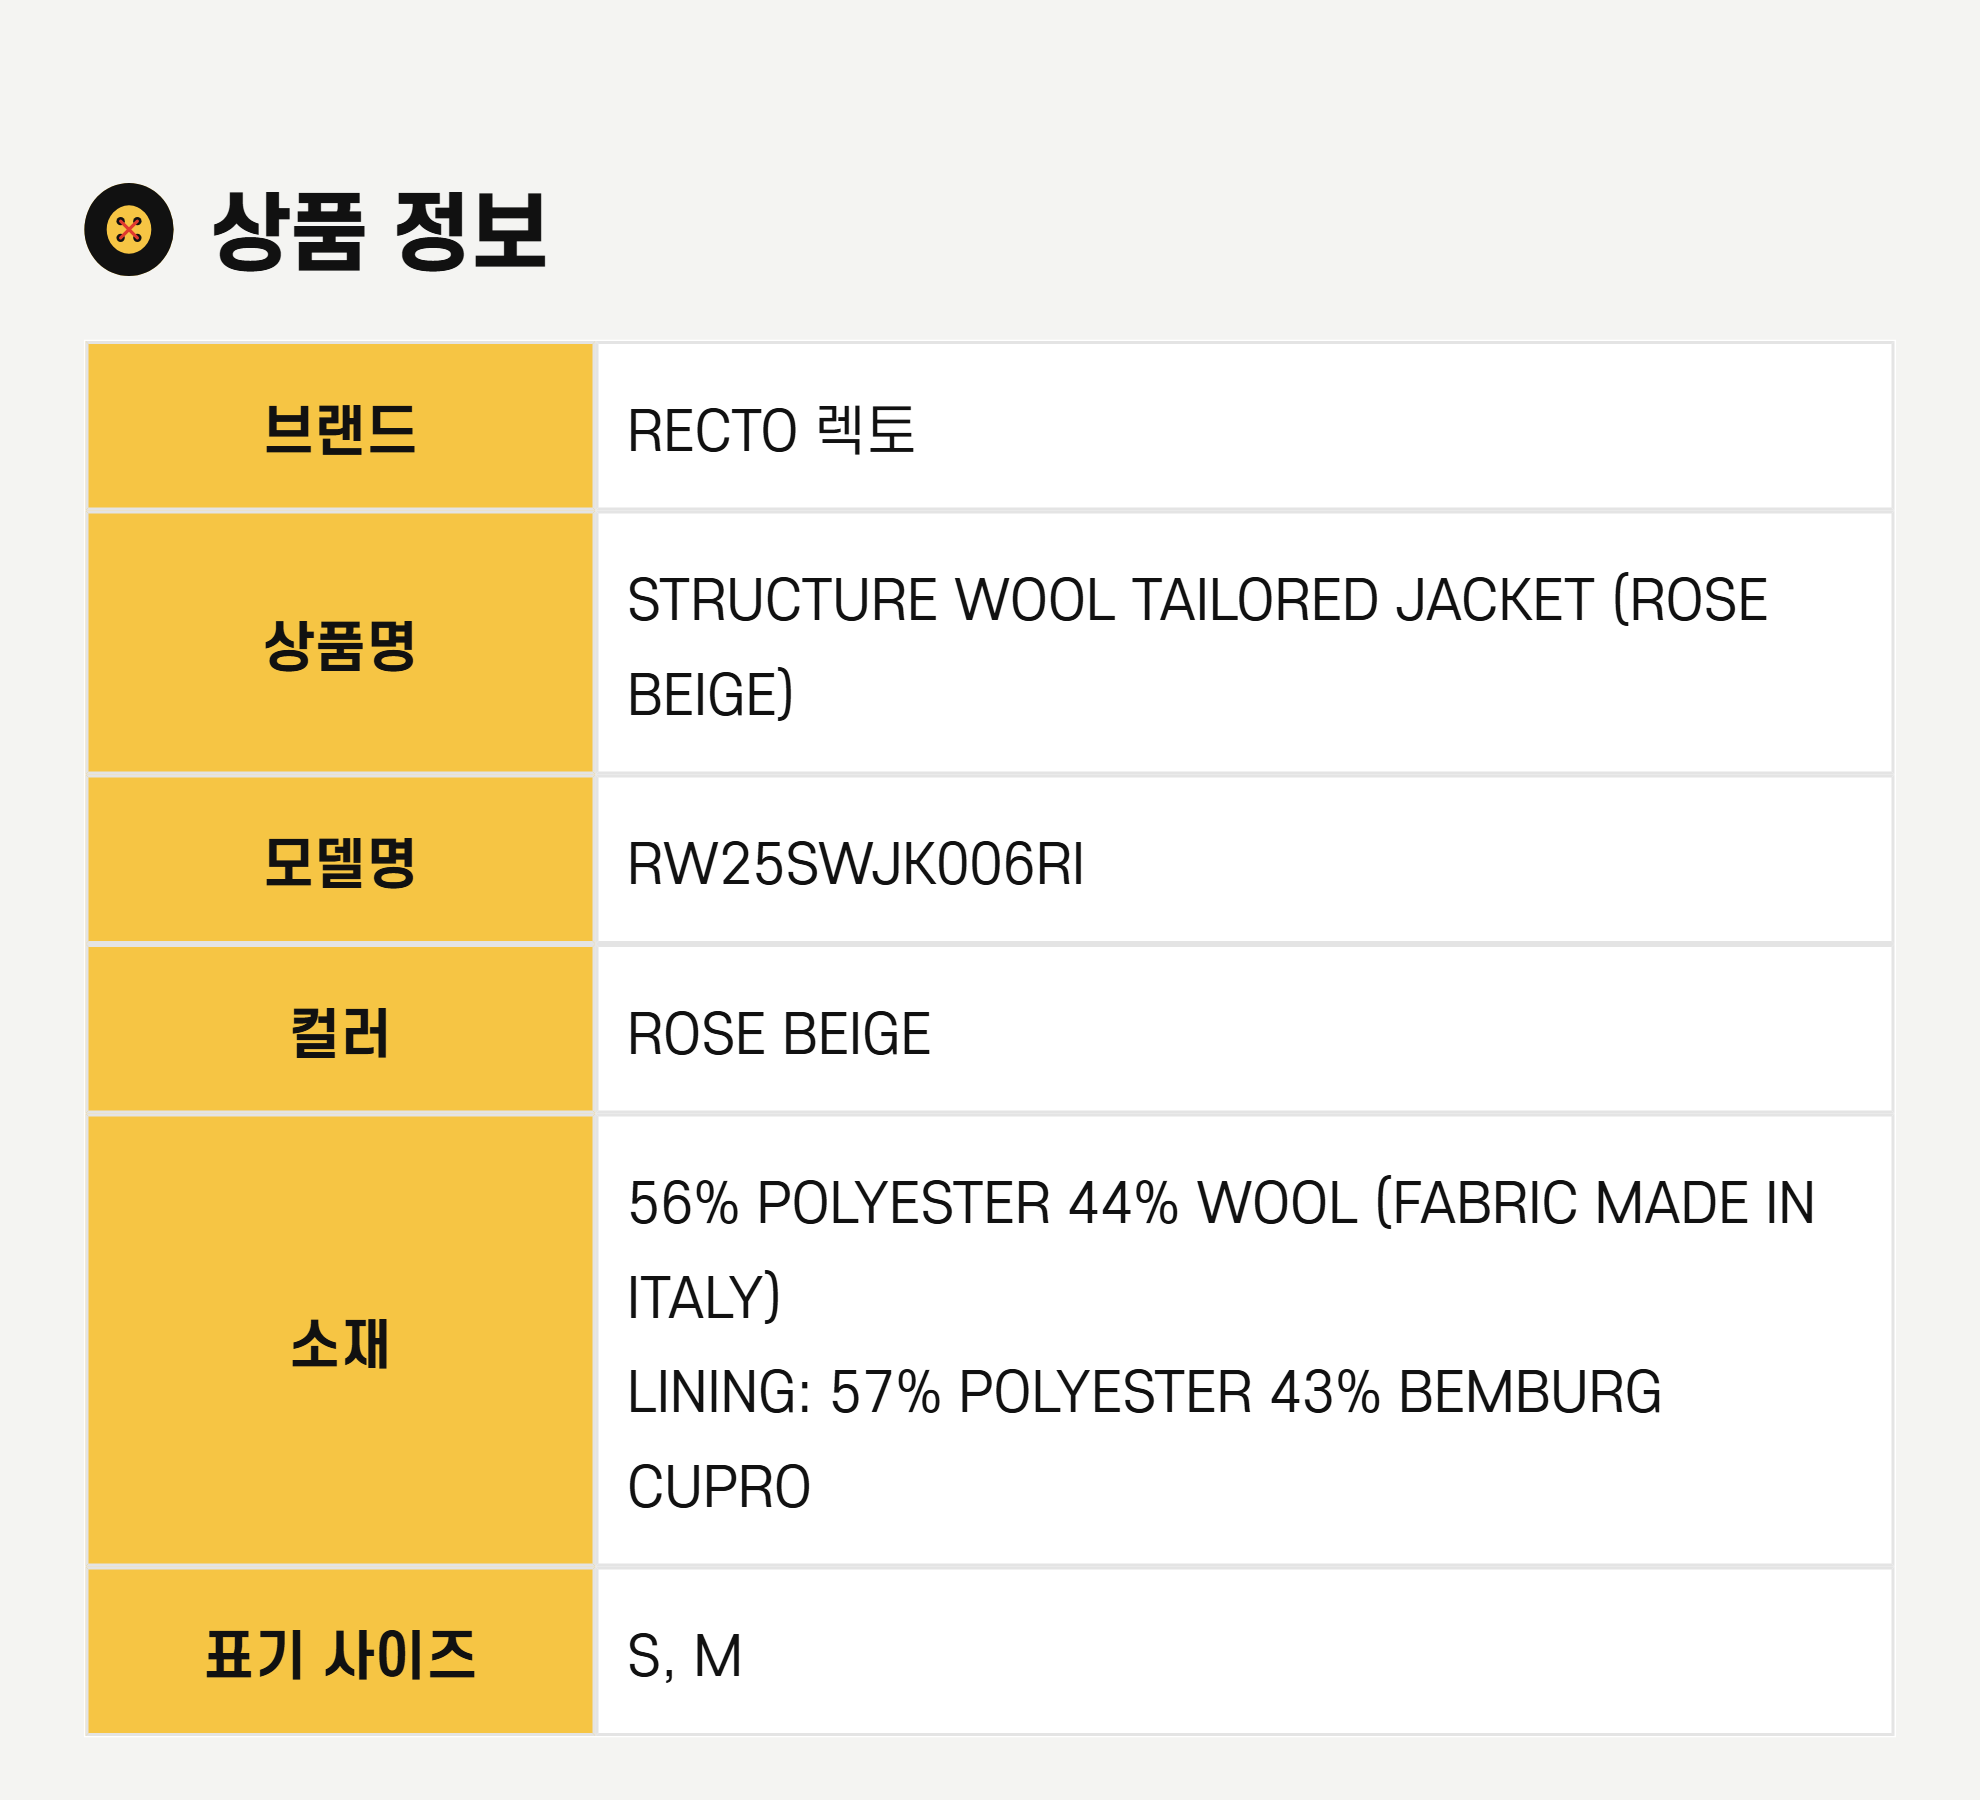 상품 정보
브랜드
RECTO 렉토
상품명
STRUCTURE WOOL TAILORED JACKET (ROSE
BEIGE)
모델명
RW25SWJK006RI
컬러
ROSE BEIGE
소재
56% POLYESTER 44% WOOL (FABRIC MADE IN
ITALY)
LINING: 57% POLYESTER 43% BEMBURG
CUPRO
표기 사이즈
S, M